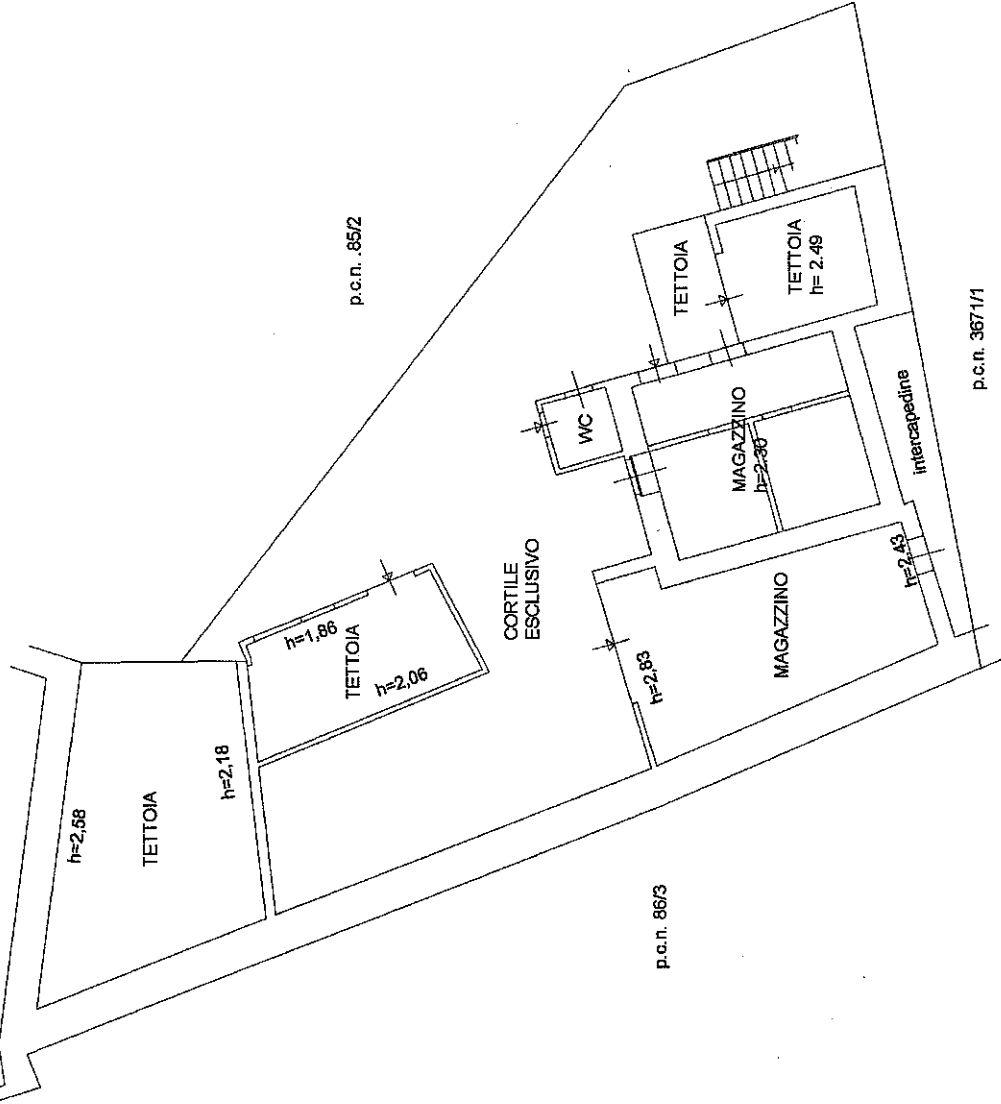 p.c.n. .85/2
TETTOIA
TETTOIA
h= 2.49
p.c.n. 3671/1
WC
MAGAZZINO
h=2.30
intercapedine
h=2,43
CORTILE
ESCLUSIVO
MAGAZZINO
h=2,83
h=1,86
TETTOIA
h=2,06
h=2,18
TETTOIA
h=2,58
p.c.n. 86/3